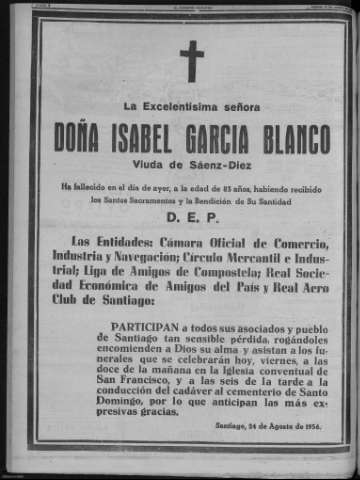 La Excelentísima señora
DOÑA ISABEL GARCIA BLANCO
Viuda de Sáenz-Diez
Ha fallecido en el día de ayer, a la edad de 83 años, habiendo recibido
los Santos Sacramentos y la Bendición de Su Santidad
D. E. P.
Las Entidades: Cámara Oficial de Comercio,
Industria y Navegación; Círculo Mercantil e Indus-
trial; Liga de Amigos de Compostela; Real Socie-
dad Económica de Amigos del País y Real Aero
Club de Santiago:
PARTICIPAN a todos sus asociados y pueblo
de Santiago tan sensible pérdida, rogándoles
encomienden a Dios su alma y asistan a los fu-
nerales que se celebrarán hoy, viernes, a las
doce de la mañana en la Iglesia conventual de
San Francisco, y a las seis de la tarde a la
conducción del cadáver al cementerio de Santo
Domingo, por lo que anticipan las más ex-
presivas gracias.
Santiago, 24 de Agosto de 1956.